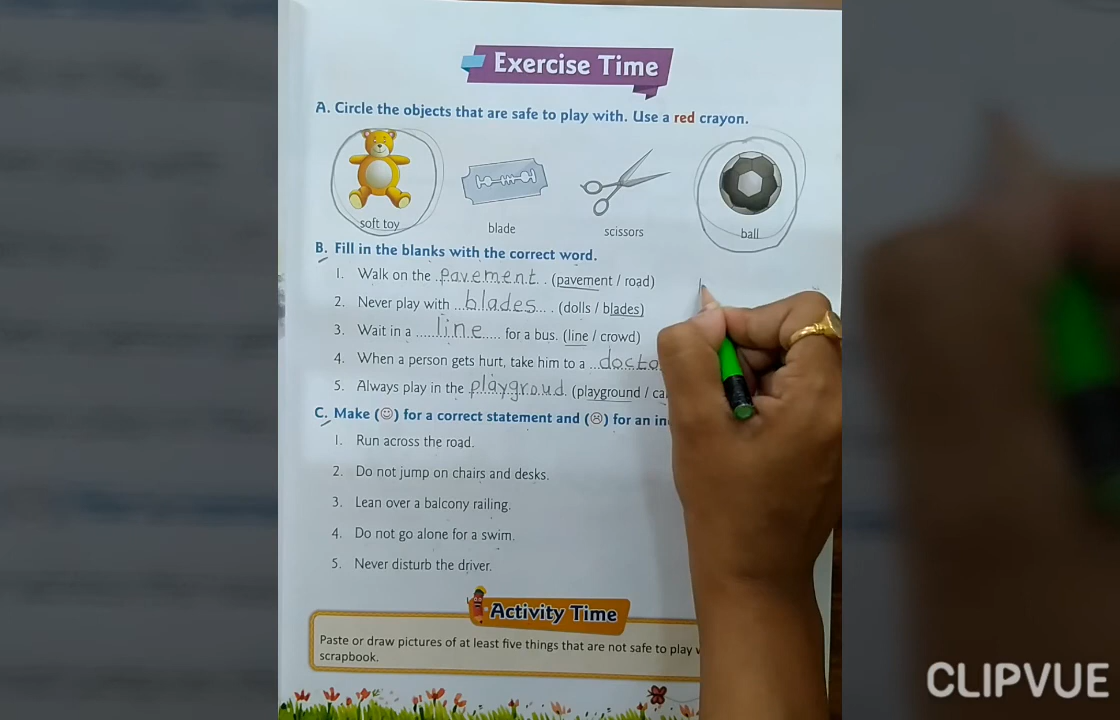 Exercise Time
A. Circle the objects that are safe to play with. Use a red crayon.
soft toy blade scissors ball
B. Fill in the blanks with the correct word.
1. Walk on the pavement. (pavement / road)
2. Never play with blades. (dolls / blades)
3. Wait in a line for a bus. (line / crowd)
4. When a person gets hurt, take him to a docto
5. Always play in the playgroud. (playground / ca
C. Make (☺) for a correct statement and (☹) for an in
1. Run across the road.
2. Do not jump on chairs and desks.
3. Lean over a balcony railing.
4. Do not go alone for a swim.
5. Never disturb the driver.
Activity Time
Paste or draw pictures of at least five things that are not safe to play
scrapbook.
CLIPVUE